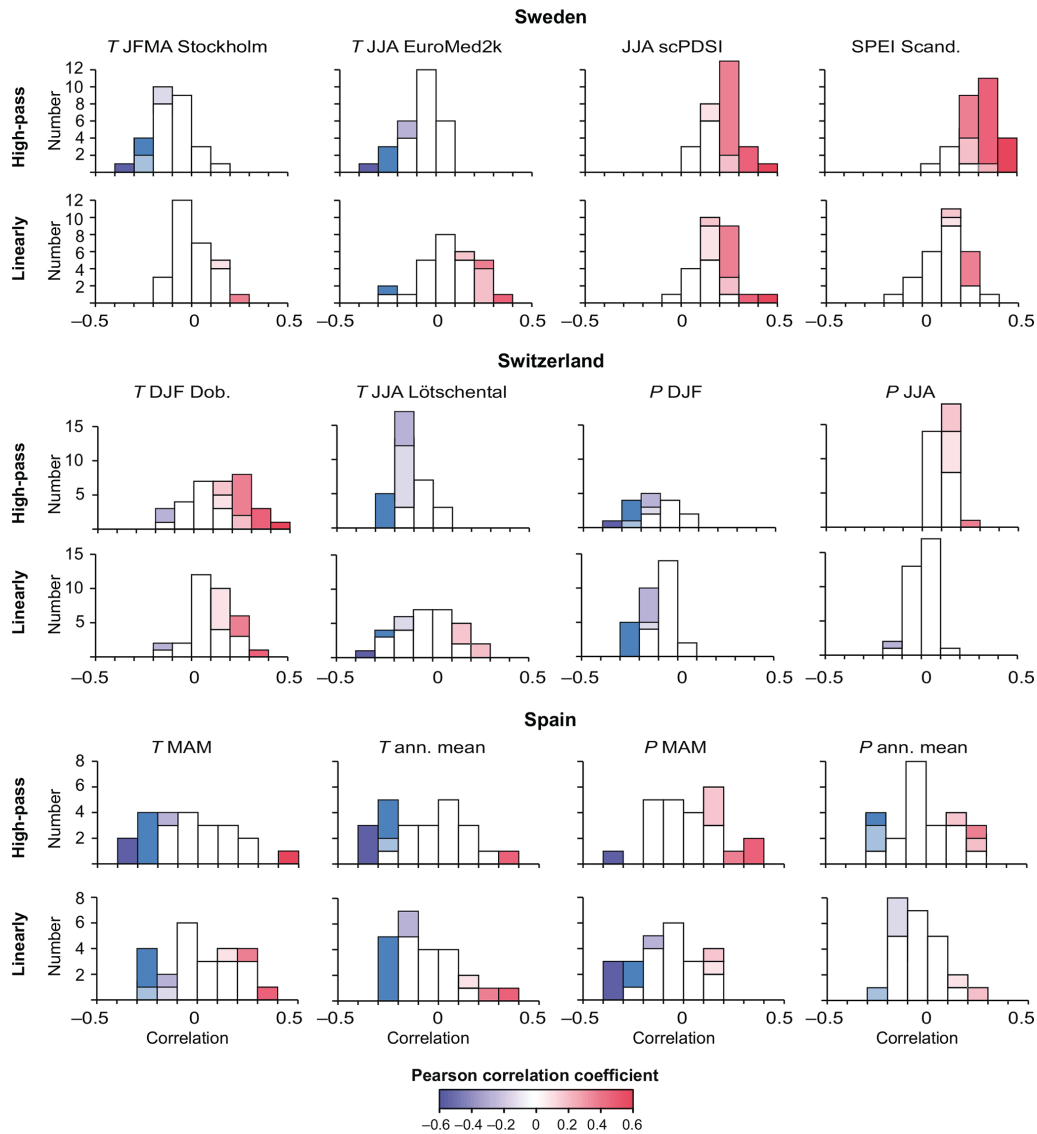 Sweden
T JFMA Stockholm T JJA EuroMed2k JJA scPDSI SPEI Scand.
High-pass
Number
12
10
8
6
4
2
Linearly
Number
12
10
8
6
4
2
–0.5 0 0.5 –0.5 0 0.5 –0.5 0 0.5 –0.5 0 0.5
Switzerland
T DJF Dob. T JJA Lötschental P DJF P JJA
High-pass
Number
15
10
5
Linearly
Number
15
10
5
–0.5 0 0.5 –0.5 0 0.5 –0.5 0 0.5 –0.5 0 0.5
Spain
T MAM T ann. mean P MAM P ann. mean
High-pass
Number
8
6
4
2
Linearly
Number
8
6
4
2
–0.5 0 0.5 –0.5 0 0.5 –0.5 0 0.5 –0.5 0 0.5
Correlation Correlation Correlation Correlation
Pearson correlation coefficient
–0.6 –0.4 –0.2 0 0.2 0.4 0.6